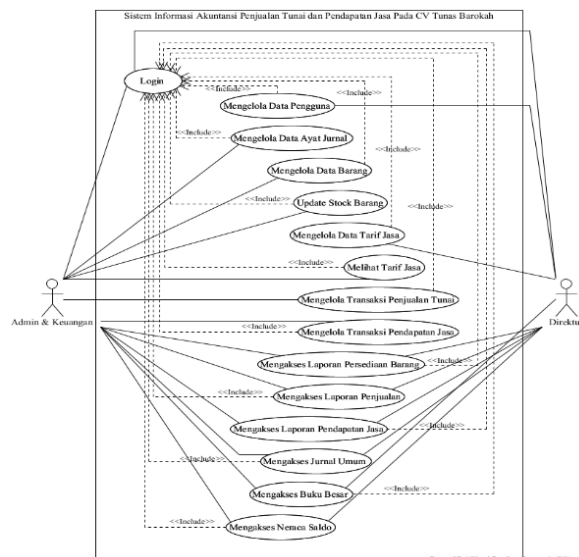 Sistem Informasi Akuntansi Penjualan Tunai dan Pendapatan Jasa Pada CV Tunas Barokah
Login
<<Include>>
<<Include>>
Mengelola Data Pengguna
<<Include>>
Mengelola Data Ayat Jurnal
<<Include>>
Mengelola Data Barang
<<Include>>
Update Stock Barang
Mengelola Data Tarif Jasa
<<Include>>
Melihat Tarif Jasa
Mengelola Transaksi Penjualan Tunai
Admin & Keuangan
<<Include>>
Mengelola Transaksi Pendapatan Jasa
Direktur
Mengakses Laporan Persediaan Barang
<<Include>>
<<Include>>
Mengakses Laporan Penjualan
Mengakses Laporan Pendapatan Jasa
<<Include>>
<<Include>>
Mengakses Jurnal Umum
Mengakses Buku Besar
<<Include>>
<<Include>>
Mengakses Neraca Saldo